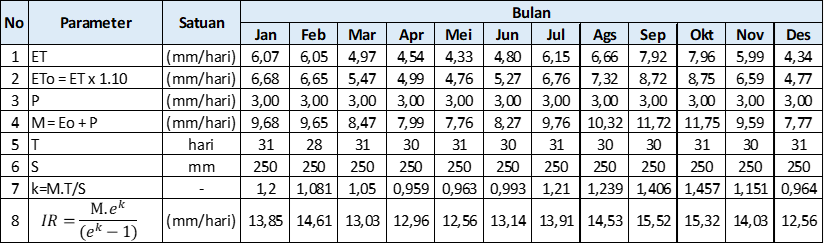 No Parameter Satuan Bulan
Jan Feb Mar Apr Mei Jun Jul Ags Sep Okt Nov Des
1 ET (mm/hari) 6,07 6,05 4,97 4,54 4,33 4,80 6,15 6,66 7,92 7,96 5,99 4,34
2 ETo = ET x 1.10 (mm/hari) 6,68 6,65 5,47 4,99 4,76 5,27 6,76 7,32 8,72 8,75 6,59 4,77
3 P (mm/hari) 3,00 3,00 3,00 3,00 3,00 3,00 3,00 3,00 3,00 3,00 3,00 3,00
4 M = Eo + P (mm/hari) 9,68 9,65 8,47 7,99 7,76 8,27 9,76 10,32 11,72 11,75 9,59 7,77
5 T hari 31 28 31 30 31 30 31 30 30 31 30 31
6 S mm 250 250 250 250 250 250 250 250 250 250 250 250
7 k=M.T/S - 1,2 1,081 1,05 0,959 0,963 0,993 1,21 1,239 1,406 1,457 1,151 0,964
8 IR = M.e^k / (e^k − 1) (mm/hari) 13,85 14,61 13,03 12,96 12,56 13,14 13,91 14,53 15,52 15,32 14,03 12,56